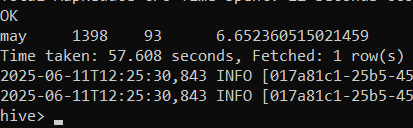 OK
may 1398 93 6.652360515021459
Time taken: 57.608 seconds, Fetched: 1 row(s)
2025-06-11T12:25:30,843 INFO [017a81c1-25b5-45
2025-06-11T12:25:30,843 INFO [017a81c1-25b5-45
hive>